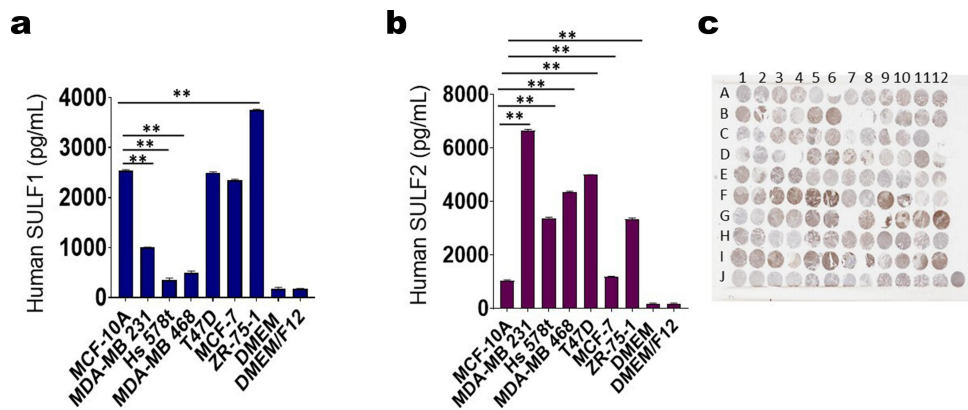 a
b
c
Human SULF1 (pg/mL)
4000
3000
2000
1000
0
**
**
**
**
MCF-10A
MDA-MB 231
Hs 578t
MDA-MB 468
T47D
MCF-7
ZR-75-1
DMEM
DMEM/F12
Human SULF2 (pg/mL)
8000
6000
4000
2000
0
**
**
**
**
**
**
MCF-10A
MDA-MB 231
Hs 578t
MDA-MB 468
T47D
MCF-7
ZR-75-1
DMEM
DMEM/F12
1 2 3 4 5 6 7 8 9 10 11 12
A
B
C
D
E
F
G
H
I
J